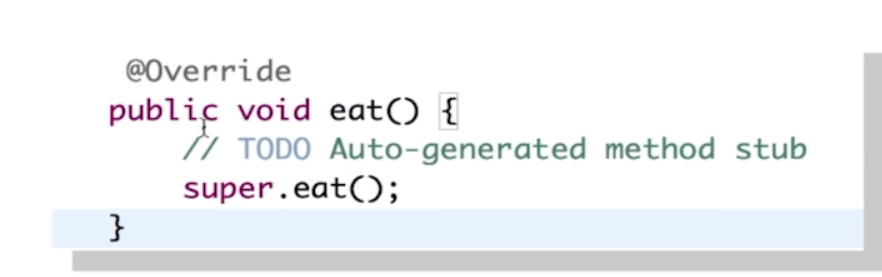 @Override
public void eat() {
// TODO Auto-generated method stub
super.eat();
}